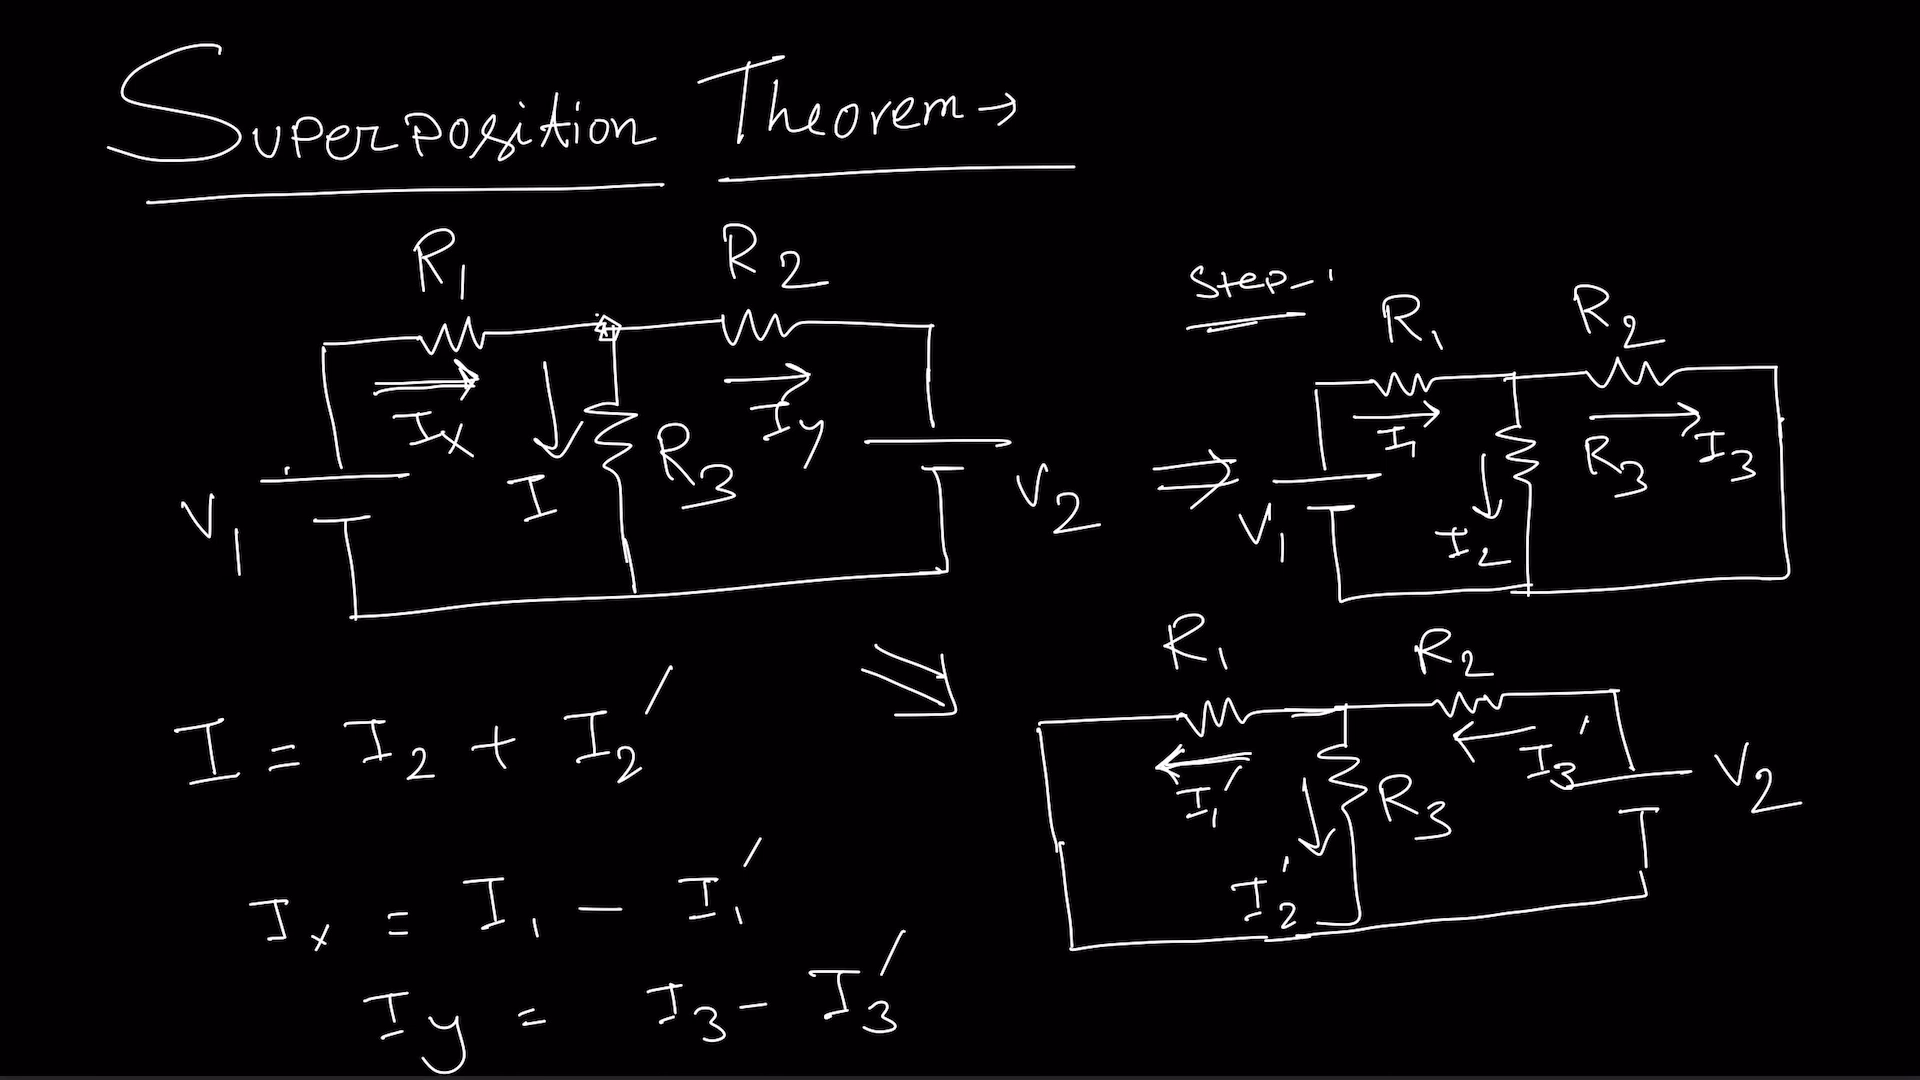 Superposition Theorem →
R1
R2
Ix
I
R3
Iy
V1
V2
Step-1
R1
R2
I1
I2
R3
I3
V1
R1
R2
I1'
I2'
R3
I3'
V2
I = I2 + I2'
Ix = I1 - I1'
Iy = I3 - I3'